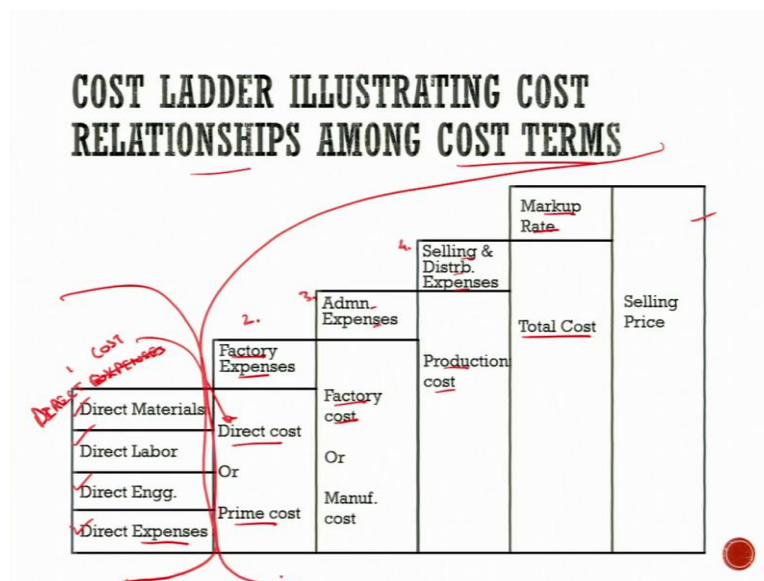 COST LADDER ILLUSTRATING COST
RELATIONSHIPS AMONG COST TERMS
1 COST
DIRECT EXPENSES
Direct Materials
Direct Labor
Direct Engg.
Direct Expenses
2.
Factory
Expenses
Direct cost
Or
Prime cost
3.
Admn.
Expenses
Factory
cost
Or
Manuf.
cost
4.
Selling &
Distrb.
Expenses
Production
cost
Markup
Rate
Total Cost
Selling
Price